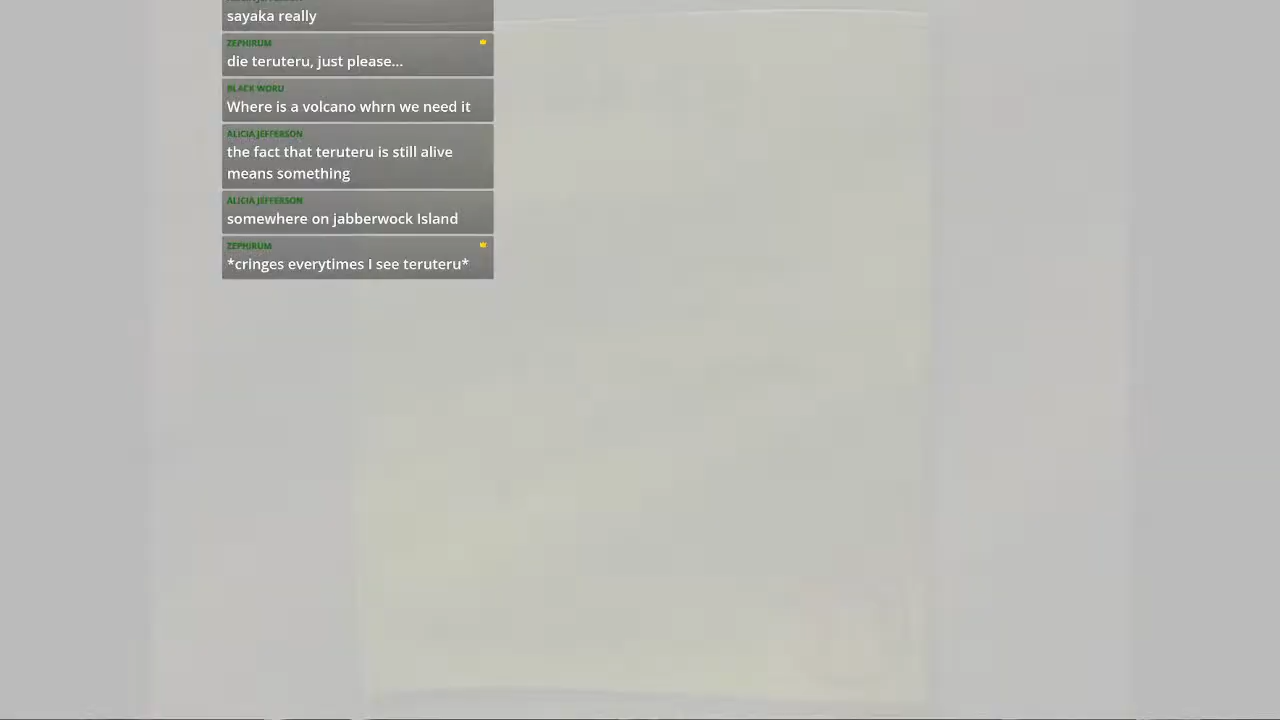 sayaka really
ZEPHIRUM
die teruteru, just please...
BLACK WORU
Where is a volcano whrn we need it
ALICIA JEFFERSON
the fact that teruteru is still alive
means something
ALICIA JEFFERSON
somewhere on jabberwock Island
ZEPHIRUM
*cringes everytimes I see teruteru*